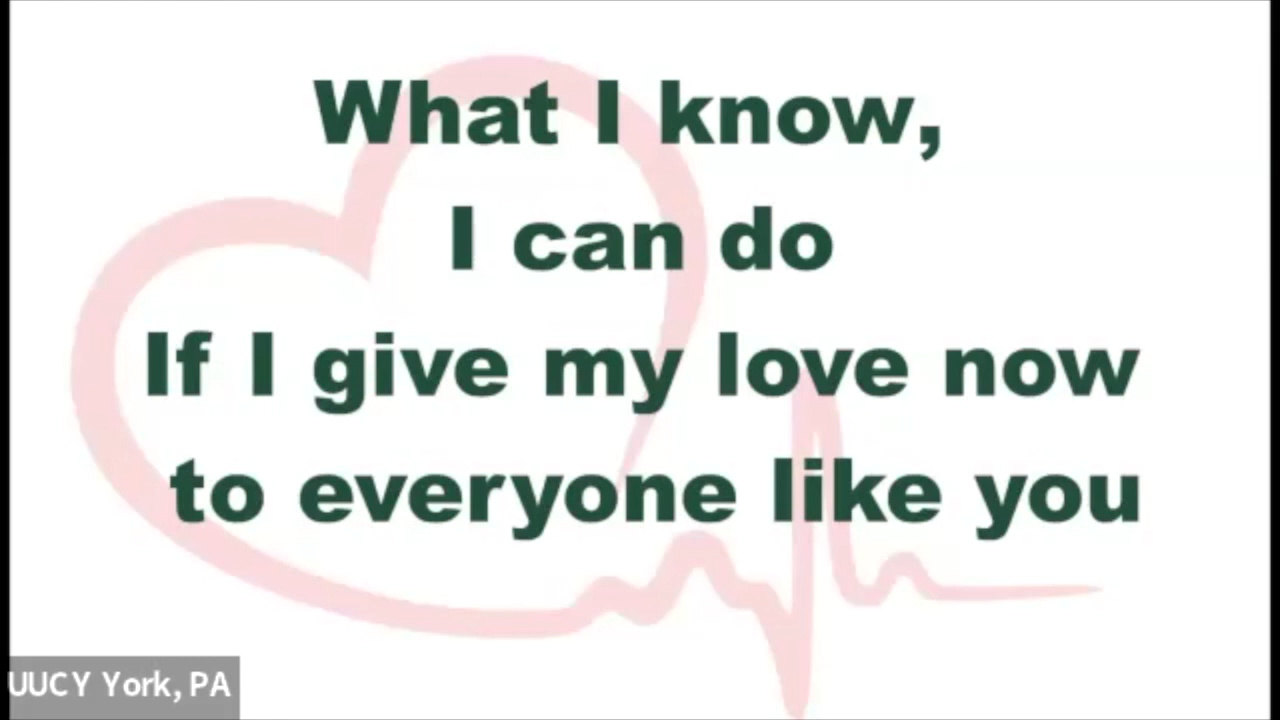 What I know,
I can do
If I give my love now
to everyone like you
UUCY York, PA